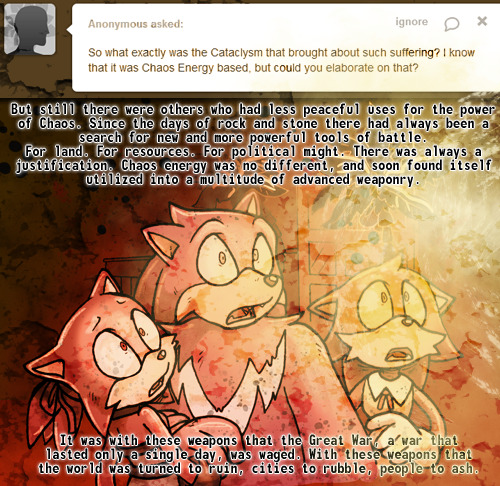 Anonymous asked:
ignore
So what exactly was the Cataclysm that brought about such suffering? I know
that it was Chaos Energy based, but could you elaborate on that?
But still there were others who had less peaceful uses for the power
of Chaos. Since the days of rock and stone there had always been a
search for new and more powerful tools of battle.
For land. For resources. For political might. There was always a
justification. Chaos energy was no different, and soon found itself
utilized into a multitude of advanced weaponry.
It was with these weapons that the Great War, a war that
lasted only a single day, was waged. With these weapons that
the world was turned to ruin, cities to rubble, people to ash.